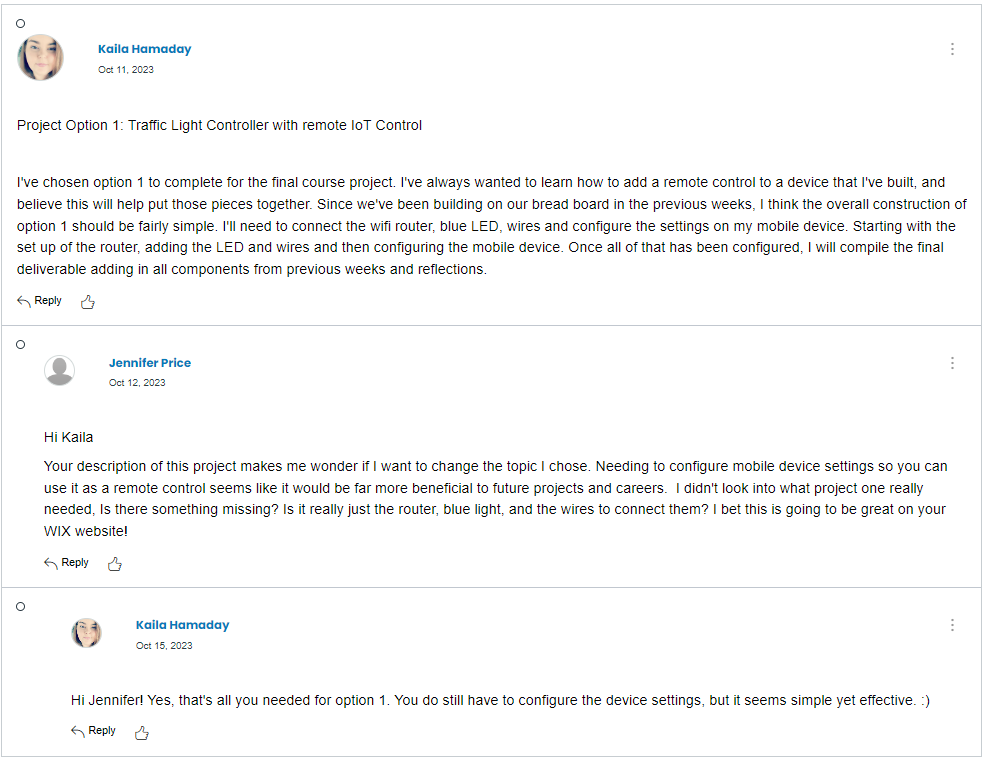 Kaila Hamaday
Oct 11, 2023
Project Option 1: Traffic Light Controller with remote IoT Control
I've chosen option 1 to complete for the final course project. I've always wanted to learn how to add a remote control to a device that I've built, and
believe this will help put those pieces together. Since we've been building on our bread board in the previous weeks, I think the overall construction of
option 1 should be fairly simple. I'll need to connect the wifi router, blue LED, wires and configure the settings on my mobile device. Starting with the
set up of the router, adding the LED and wires and then configuring the mobile device. Once all of that has been configured, I will compile the final
deliverable adding in all components from previous weeks and reflections.
Reply
Jennifer Price
Oct 12, 2023
Hi Kaila
Your description of this project makes me wonder if I want to change the topic I chose. Needing to configure mobile device settings so you can
use it as a remote control seems like it would be far more beneficial to future projects and careers.  I didn't look into what project one really
needed, Is there something missing? Is it really just the router, blue light, and the wires to connect them? I bet this is going to be great on your
WIX website!
Reply
Kaila Hamaday
Oct 15, 2023
Hi Jennifer! Yes, that's all you needed for option 1. You do still have to configure the device settings, but it seems simple yet effective. :)
Reply